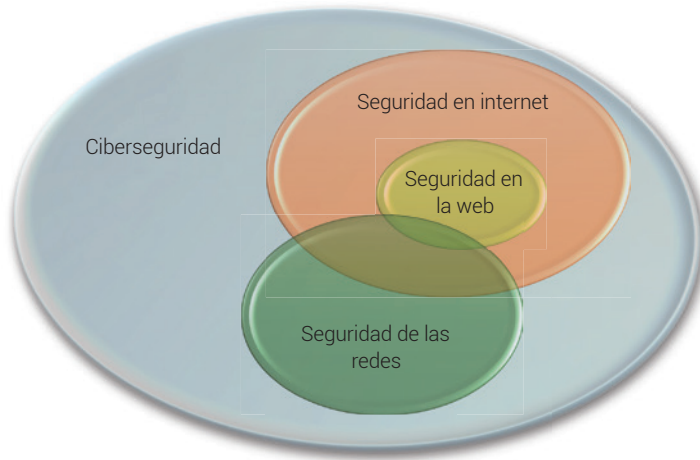 Seguridad en internet
Ciberseguridad
Seguridad en
la web
Seguridad de las
redes